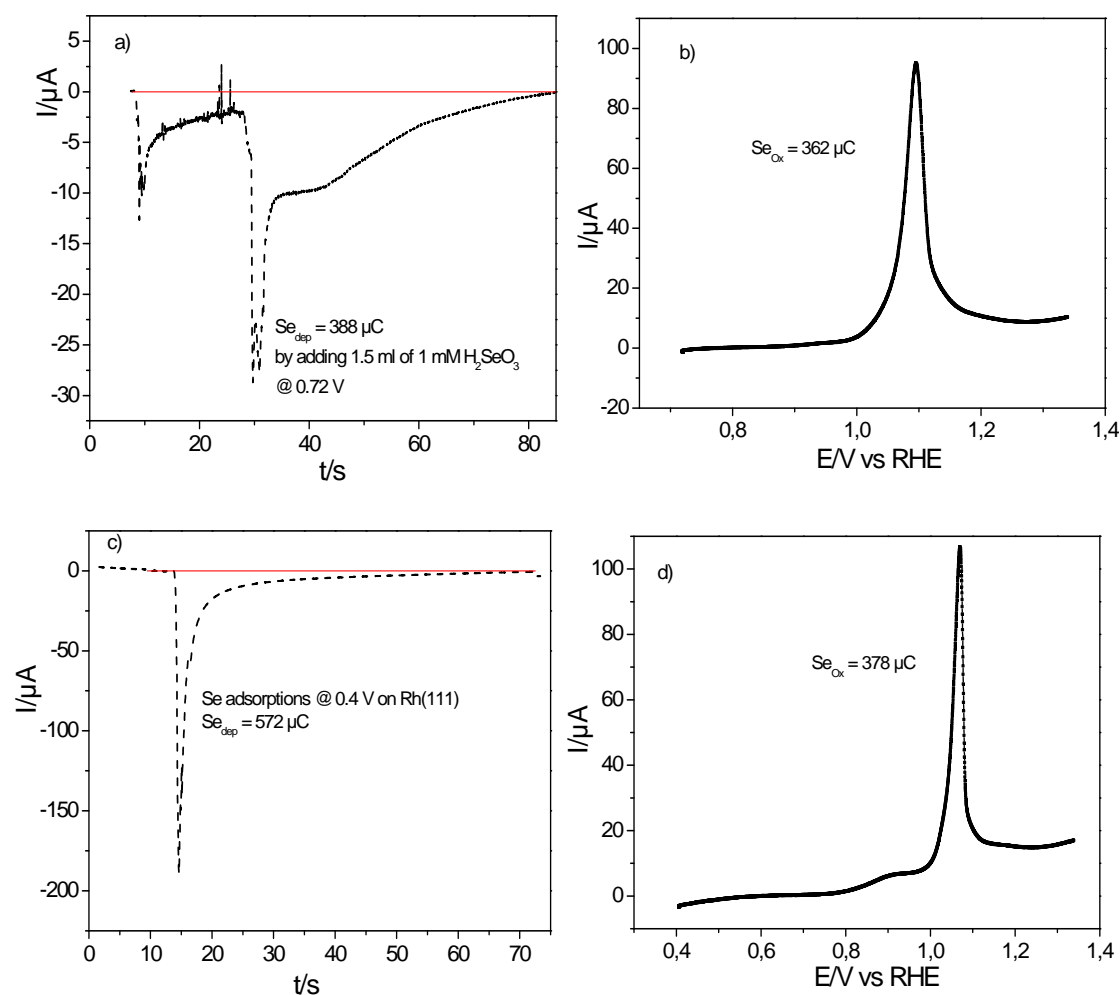 a)
I/µA
5
0
-5
-10
-15
-20
-25
-30
Se_dep = 388 µC
by adding 1.5 ml of 1 mM H₂SeO₃
@ 0.72 V
0 20 40 60 80
t/s
b)
I/µA
100
80
60
40
20
0
-20
Se_Ox = 362 µC
0,8 1,0 1,2 1,4
E/V vs RHE
c)
I/µA
0
-50
-100
-150
-200
Se adsorptions @ 0.4 V on Rh(111)
Se_dep = 572 µC
0 10 20 30 40 50 60 70
t/s
d)
I/µA
100
80
60
40
20
0
Se_Ox = 378 µC
0,4 0,6 0,8 1,0 1,2 1,4
E/V vs RHE